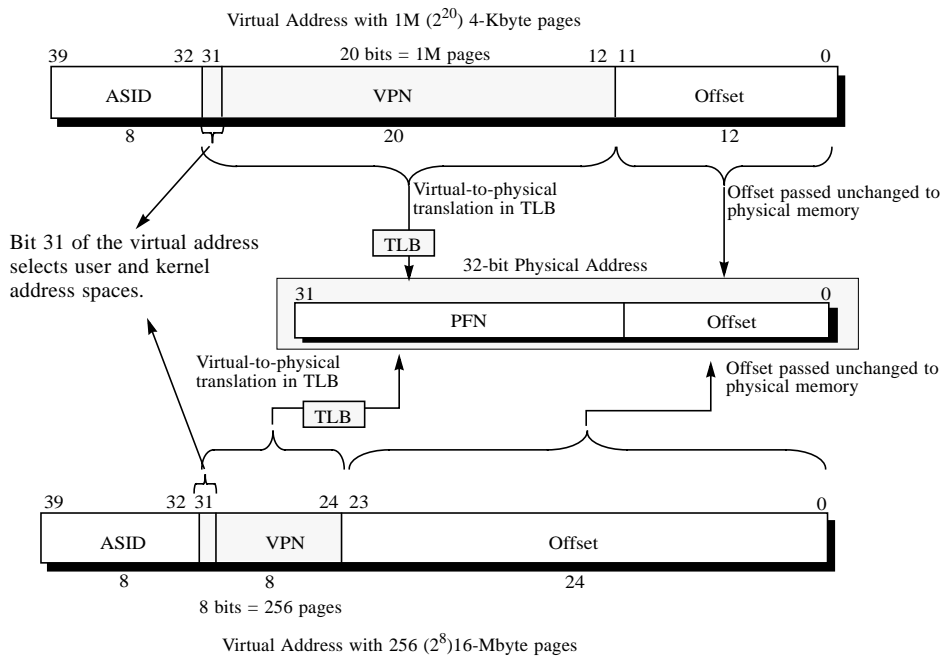 Virtual Address with 1M (2^20) 4-Kbyte pages
39 32 31 20 bits = 1M pages 12 11 0
ASID VPN Offset
8 20 12
Virtual-to-physical
translation in TLB
Offset passed unchanged to
physical memory
TLB
Bit 31 of the virtual address
selects user and kernel
address spaces.
32-bit Physical Address
31 0
PFN Offset
Virtual-to-physical
translation in TLB
Offset passed unchanged to
physical memory
TLB
39 32 31 24 23 0
ASID VPN Offset
8 8 24
8 bits = 256 pages
Virtual Address with 256 (2^8)16-Mbyte pages